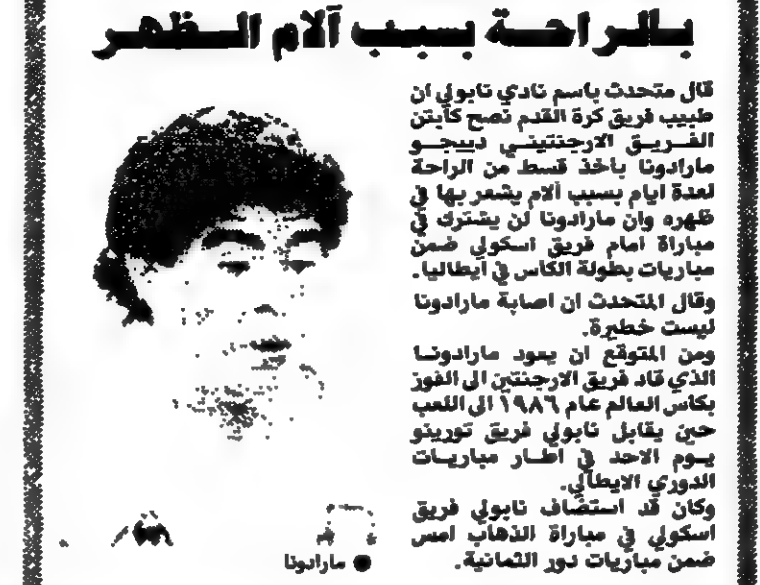 بالراحة بسبب آلام الظهر
قال متحدث باسم نادي نابولي ان
طبيب فريق كرة القدم نصح كابتن
الفريق الارجنتيني دييجو
مارادونا بأخذ قسط من الراحة
لعدة ايام بسبب آلام يشعر بها في
ظهره وان مارادونا لن يشترك في
مباراة امام فريق اسكولي ضمن
مباريات بطولة الكاس في ايطاليا.
وقال المتحدث ان اصابة مارادونا
ليست خطيرة.
ومن المتوقع ان يعود مارادونا
الذي قاد فريق الارجنتين الى الفوز
بكاس العالم عام ١٩٨٦ الى اللعب
حين يقابل نابولي فريق تورينو
يوم الاحد في اطار مباريات
الدوري الايطالي.
وكان قد استضاف نابولي فريق
اسكولي في مباراة الذهاب امس
ضمن مباريات دور الثمانية.
● مارادونا